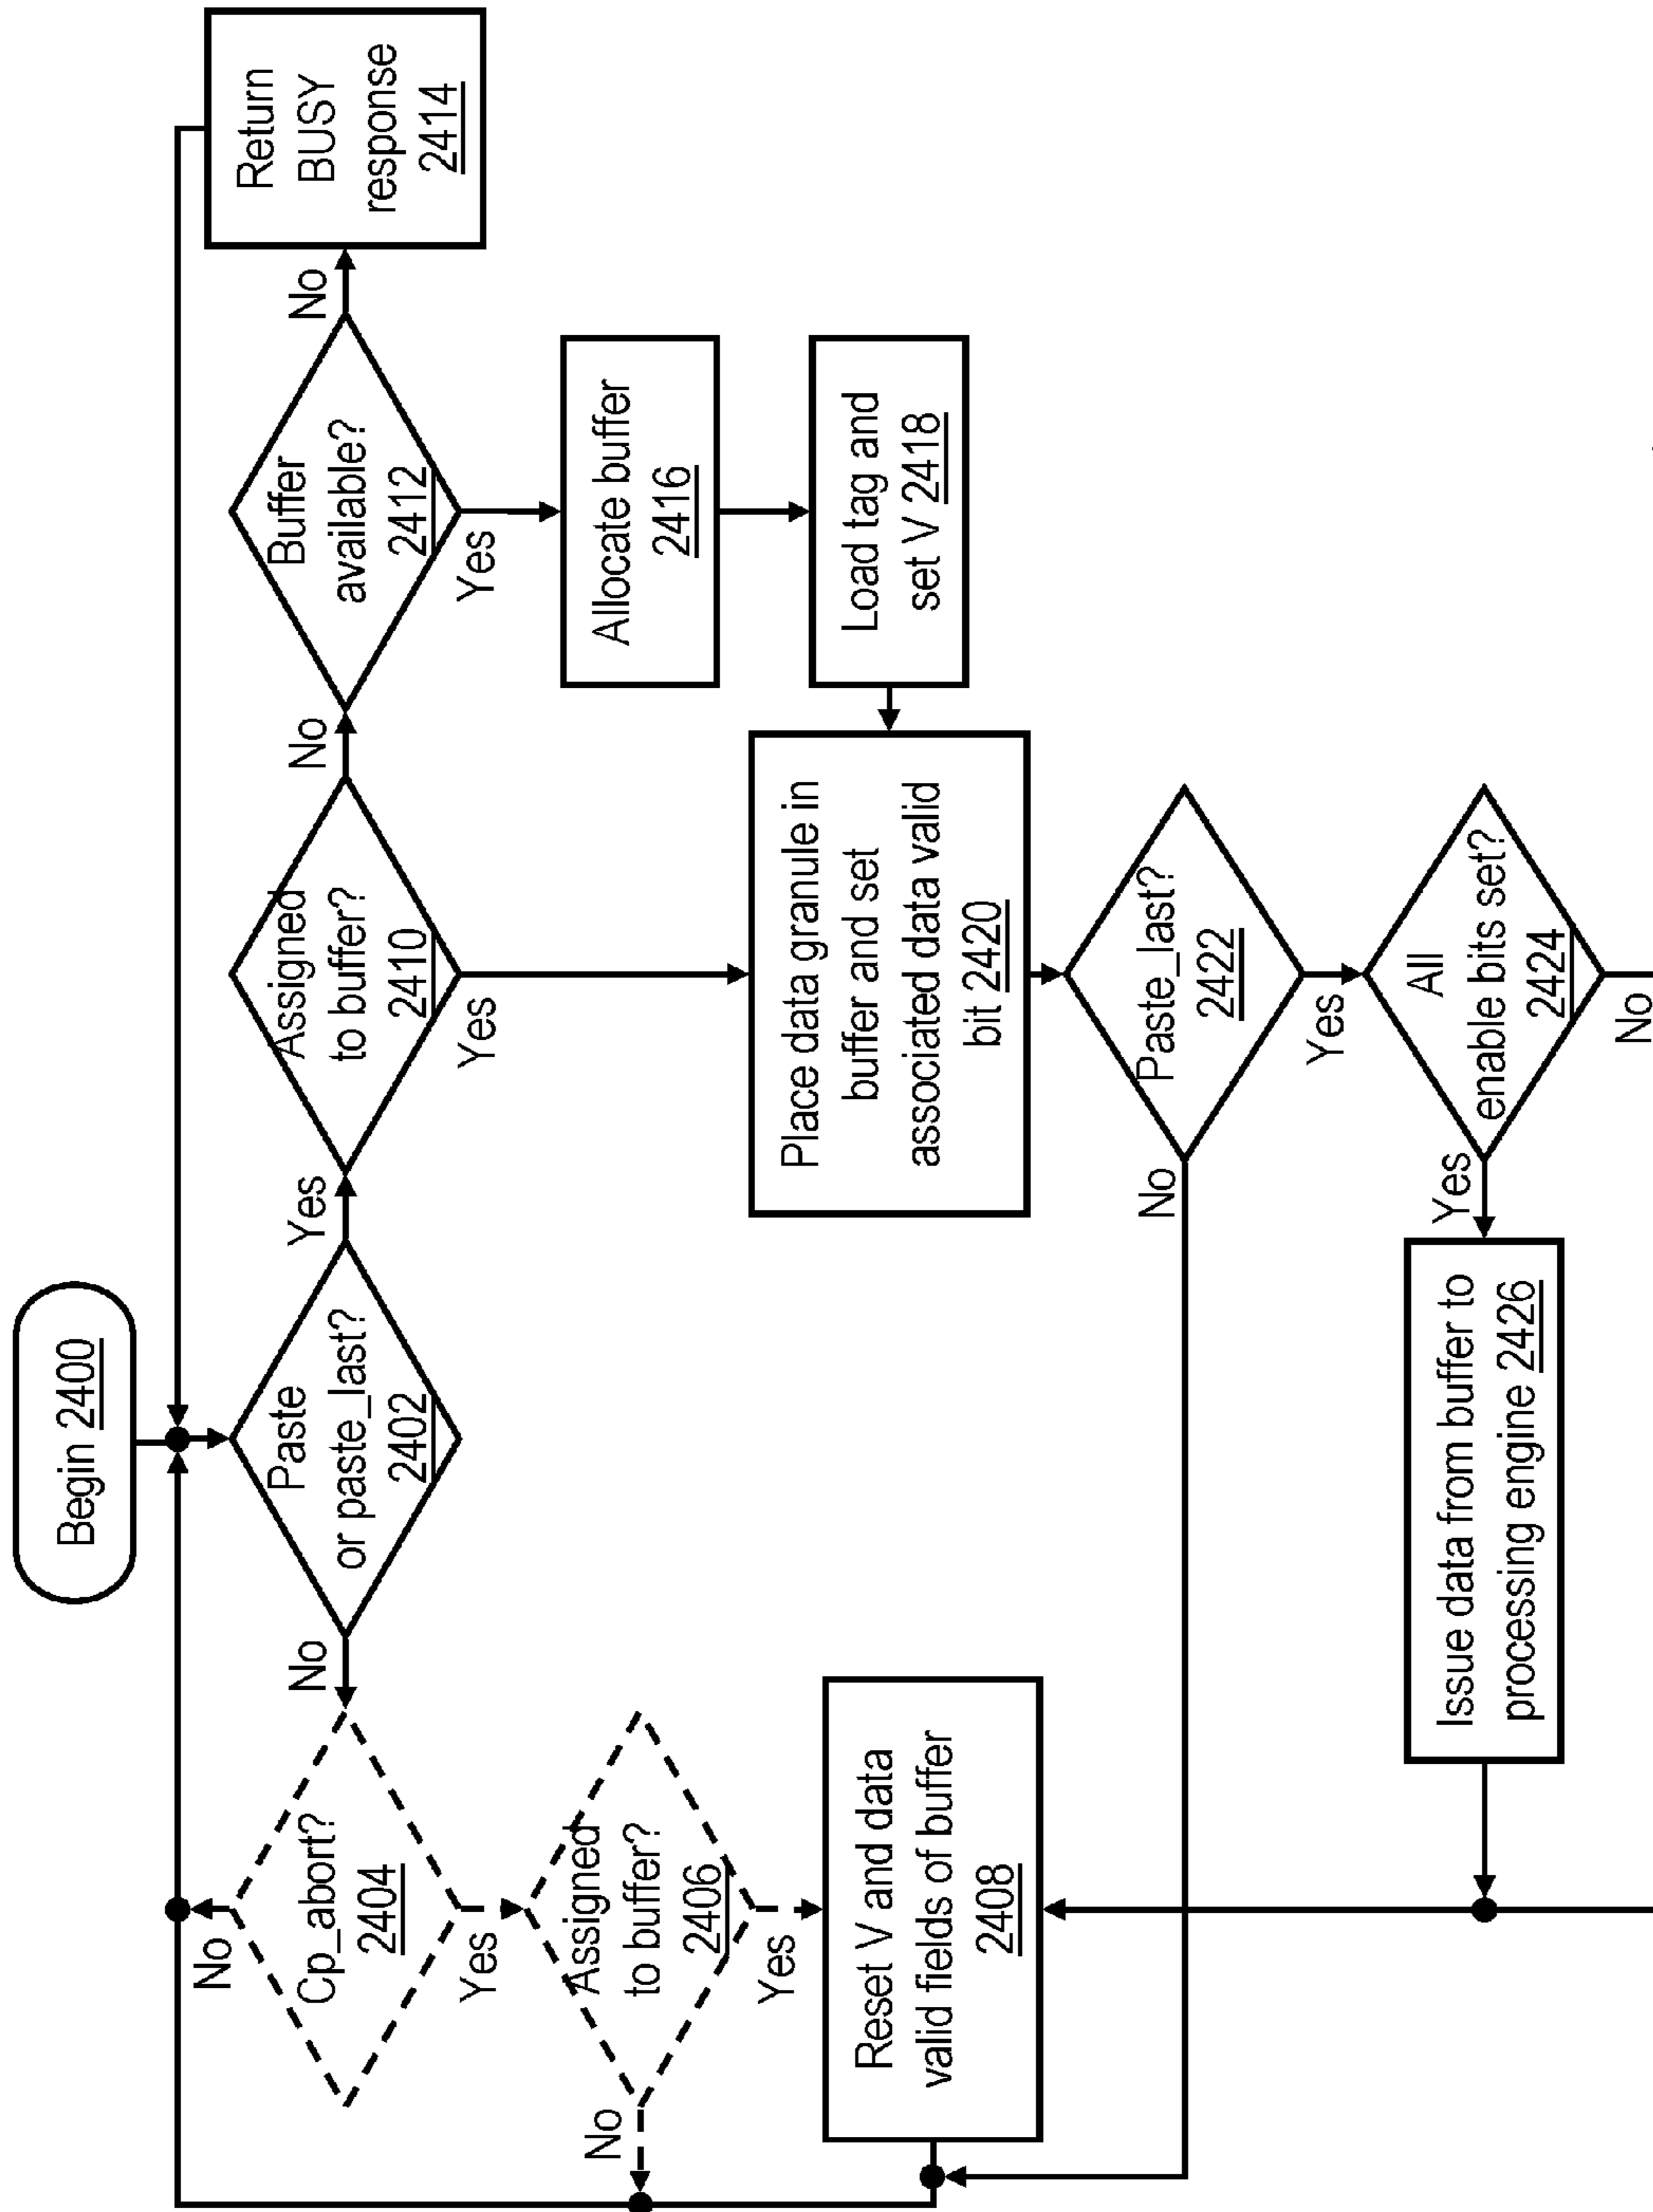 Begin 2400
Paste
or paste_last?
2402
No
Yes
Cp_abort?
2404
No
Yes
Assigned
to buffer?
2406
No
Yes
Reset V and data
valid fields of buffer
2408
Assigned
to buffer?
2410
No
Yes
Buffer
available?
2412
No
Yes
Return
BUSY
response
2414
Allocate buffer
2416
Load tag and
set V 2418
Place data granule in
buffer and set
associated data valid
bit 2420
Paste_last?
2422
No
Yes
All
enable bits set?
2424
Yes
No
Issue data from buffer to
processing engine 2426